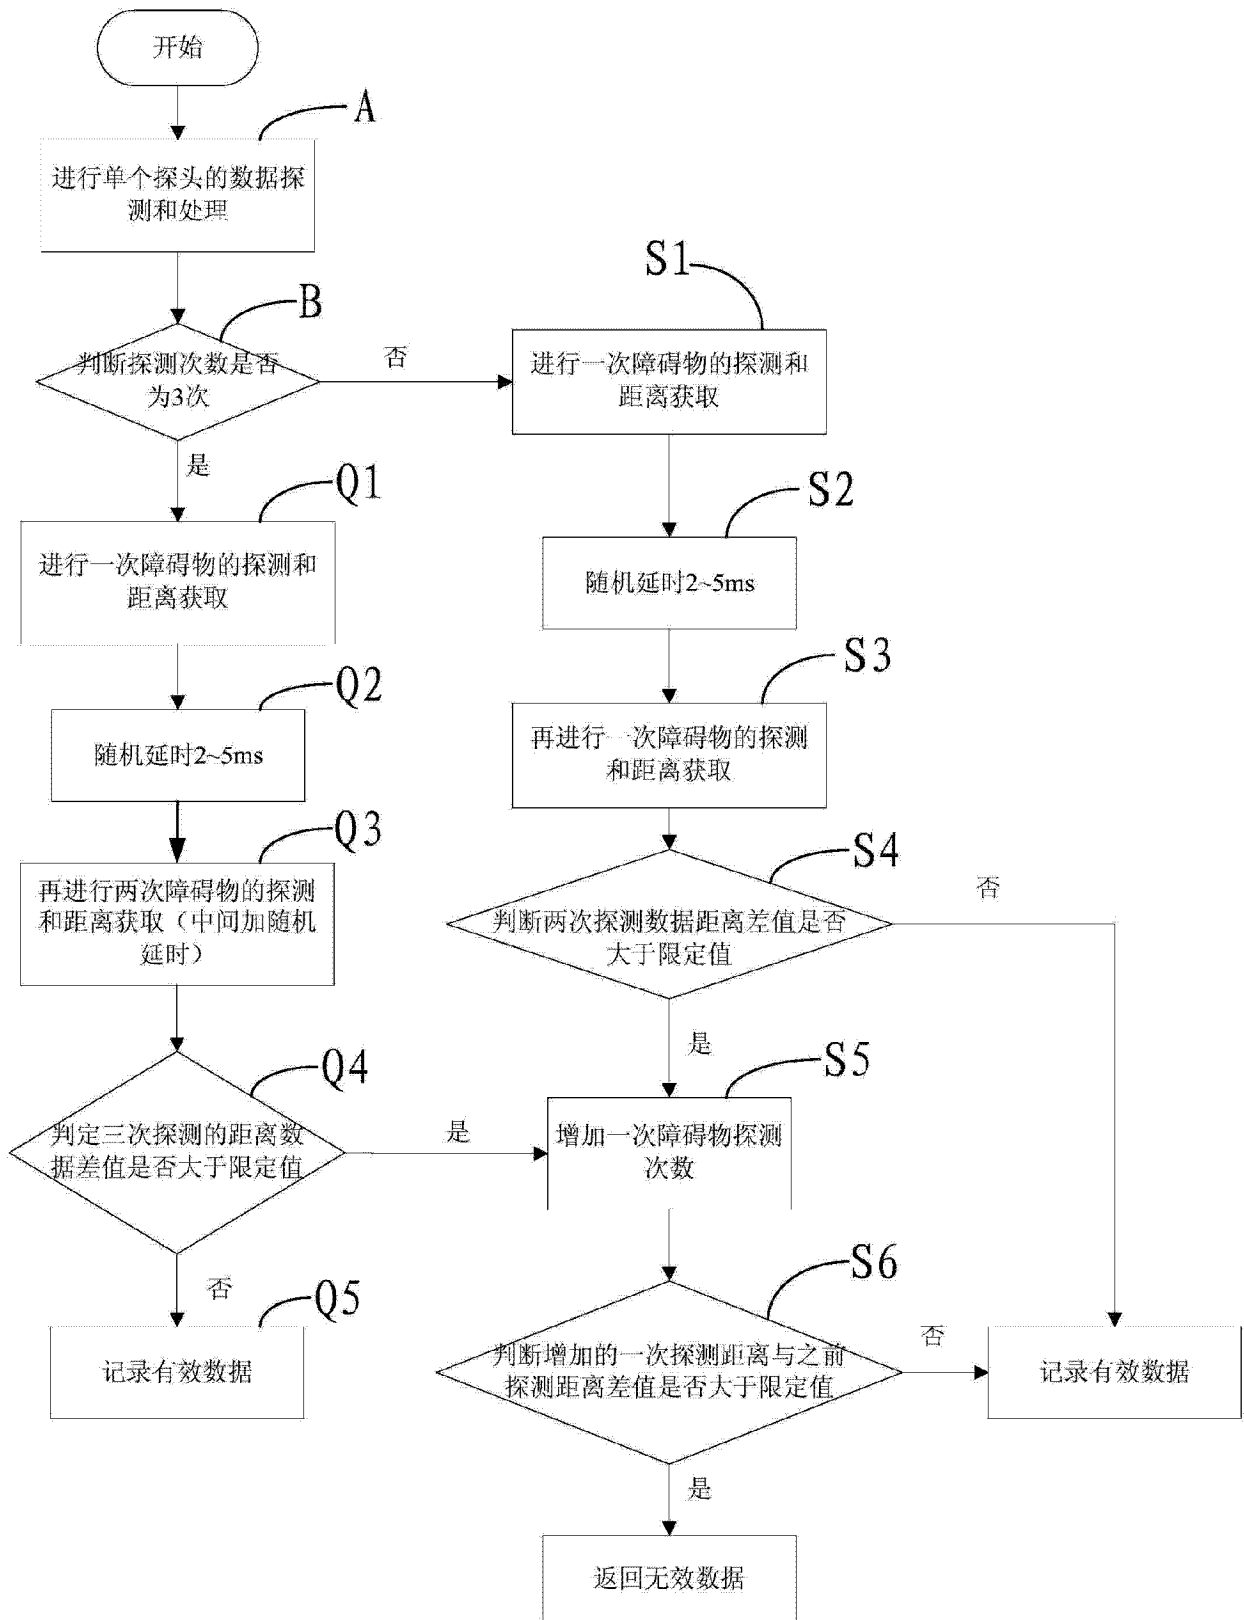 开始
A
进行单个探头的数据探
测和处理
B
判断探测次数是否
为3次
否
是
S1
进行一次障碍物的探测和
距离获取
Q1
进行一次障碍物的探测和
距离获取
S2
随机延时2~5ms
Q2
随机延时2~5ms
S3
再进行一次障碍物的探测
和距离获取
Q3
再进行两次障碍物的探测
和距离获取（中间加随机
延时）
S4
判断两次探测数据距离差值是否
大于限定值
否
是
Q4
判定三次探测的距离数
据差值是否大于限定值
是
否
S5
增加一次障碍物探测
次数
Q5
记录有效数据
S6
判断增加的一次探测距离与之前
探测距离差值是否大于限定值
否
是
记录有效数据
返回无效数据